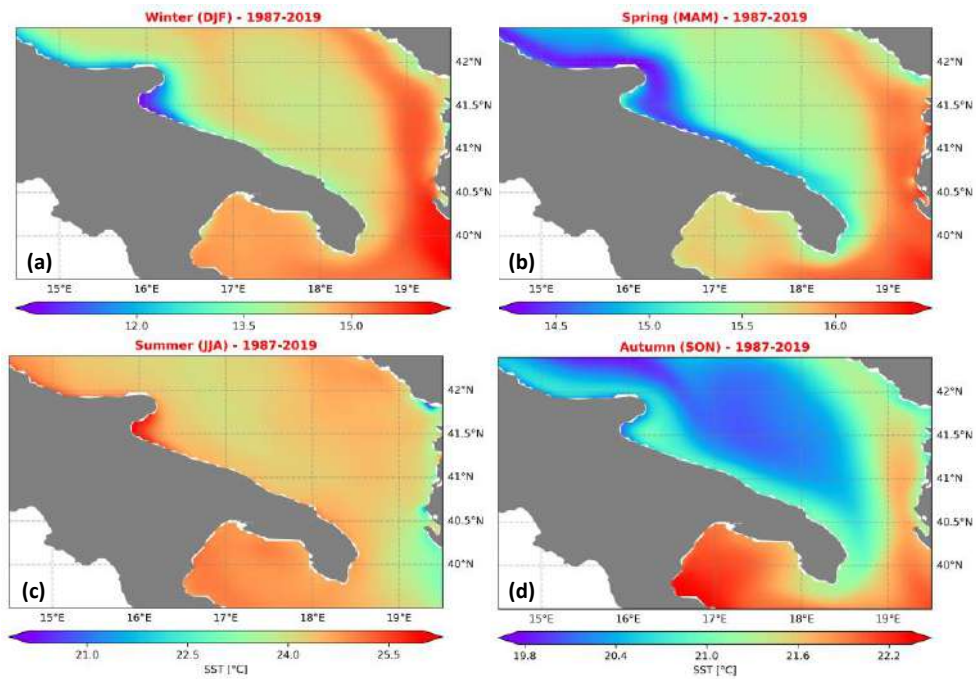 Winter (DJF) - 1987-2019
42°N
41.5°N
41°N
40.5°N
40°N
(a)
15°E 16°E 17°E 18°E 19°E
12.0 13.5 15.0
Spring (MAM) - 1987-2019
42°N
41.5°N
41°N
40.5°N
40°N
(b)
15°E 16°E 17°E 18°E 19°E
14.5 15.0 15.5 16.0
Summer (JJA) - 1987-2019
42°N
41.5°N
41°N
40.5°N
40°N
(c)
15°E 16°E 17°E 18°E 19°E
21.0 22.5 24.0 25.5
SST [°C]
Autumn (SON) - 1987-2019
42°N
41.5°N
41°N
40.5°N
40°N
(d)
15°E 16°E 17°E 18°E 19°E
19.8 20.4 21.0 21.6 22.2
SST [°C]